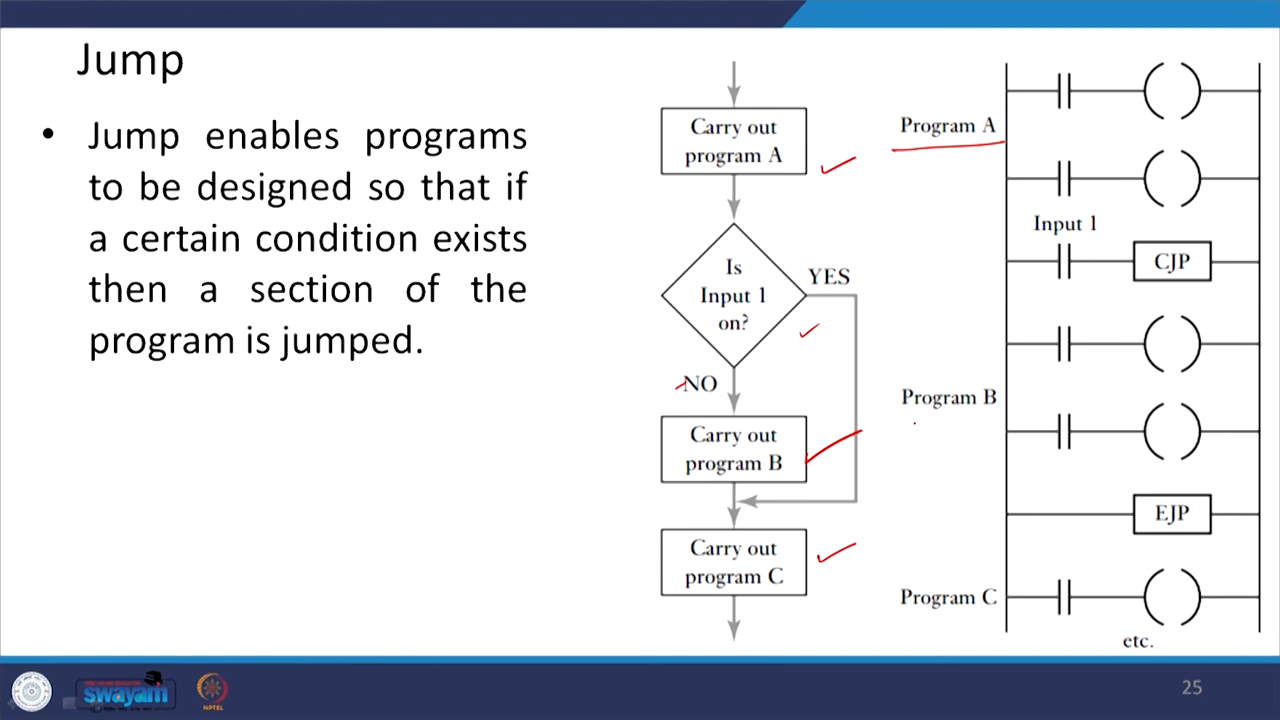 Jump
• Jump enables programs
to be designed so that if
a certain condition exists
then a section of the
program is jumped.
Carry out
program A
Is
Input 1
on?
YES
NO
Carry out
program B
Carry out
program C
Program A
Input 1
CJP
Program B
EJP
Program C
etc.
swayam
NPTEL
25